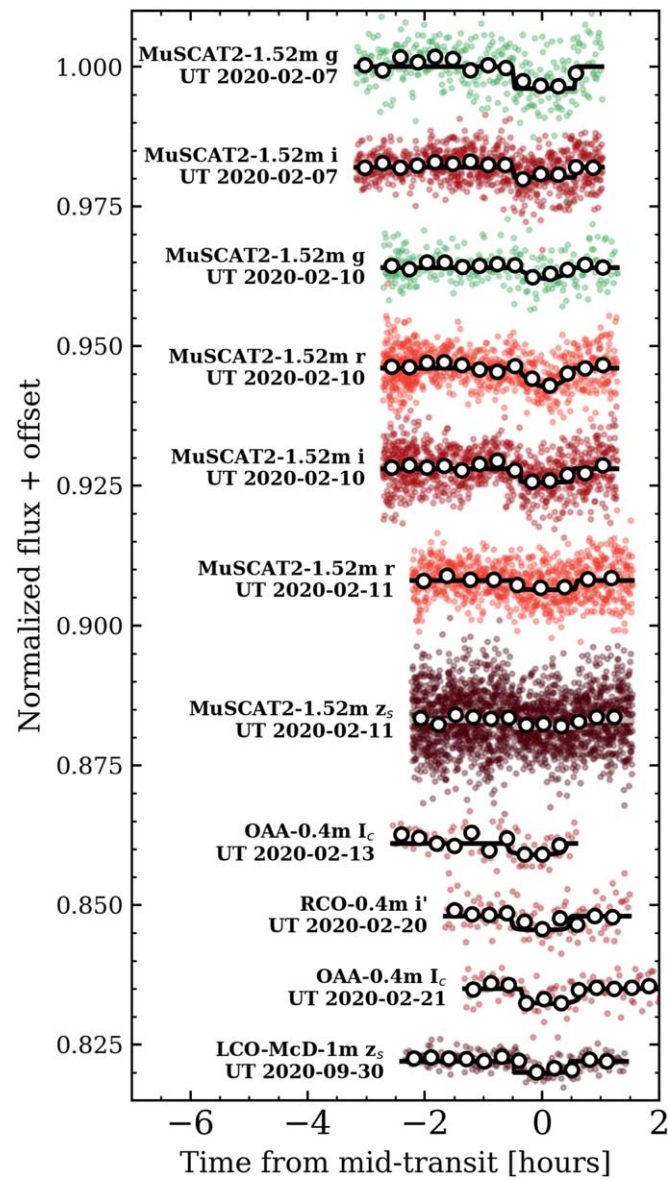 MuSCAT2-1.52m g
UT 2020-02-07
1.000
MuSCAT2-1.52m i
UT 2020-02-07
0.975
MuSCAT2-1.52m g
UT 2020-02-10
0.950
MuSCAT2-1.52m r
UT 2020-02-10
MuSCAT2-1.52m i
UT 2020-02-10
0.925
MuSCAT2-1.52m r
UT 2020-02-11
0.900
MuSCAT2-1.52m zₛ
UT 2020-02-11
0.875
OAA-0.4m I꜀
UT 2020-02-13
0.850
RCO-0.4m i'
UT 2020-02-20
OAA-0.4m I꜀
UT 2020-02-21
0.825
LCO-McD-1m zₛ
UT 2020-09-30
Normalized flux + offset
−6 −4 −2 0 2
Time from mid-transit [hours]